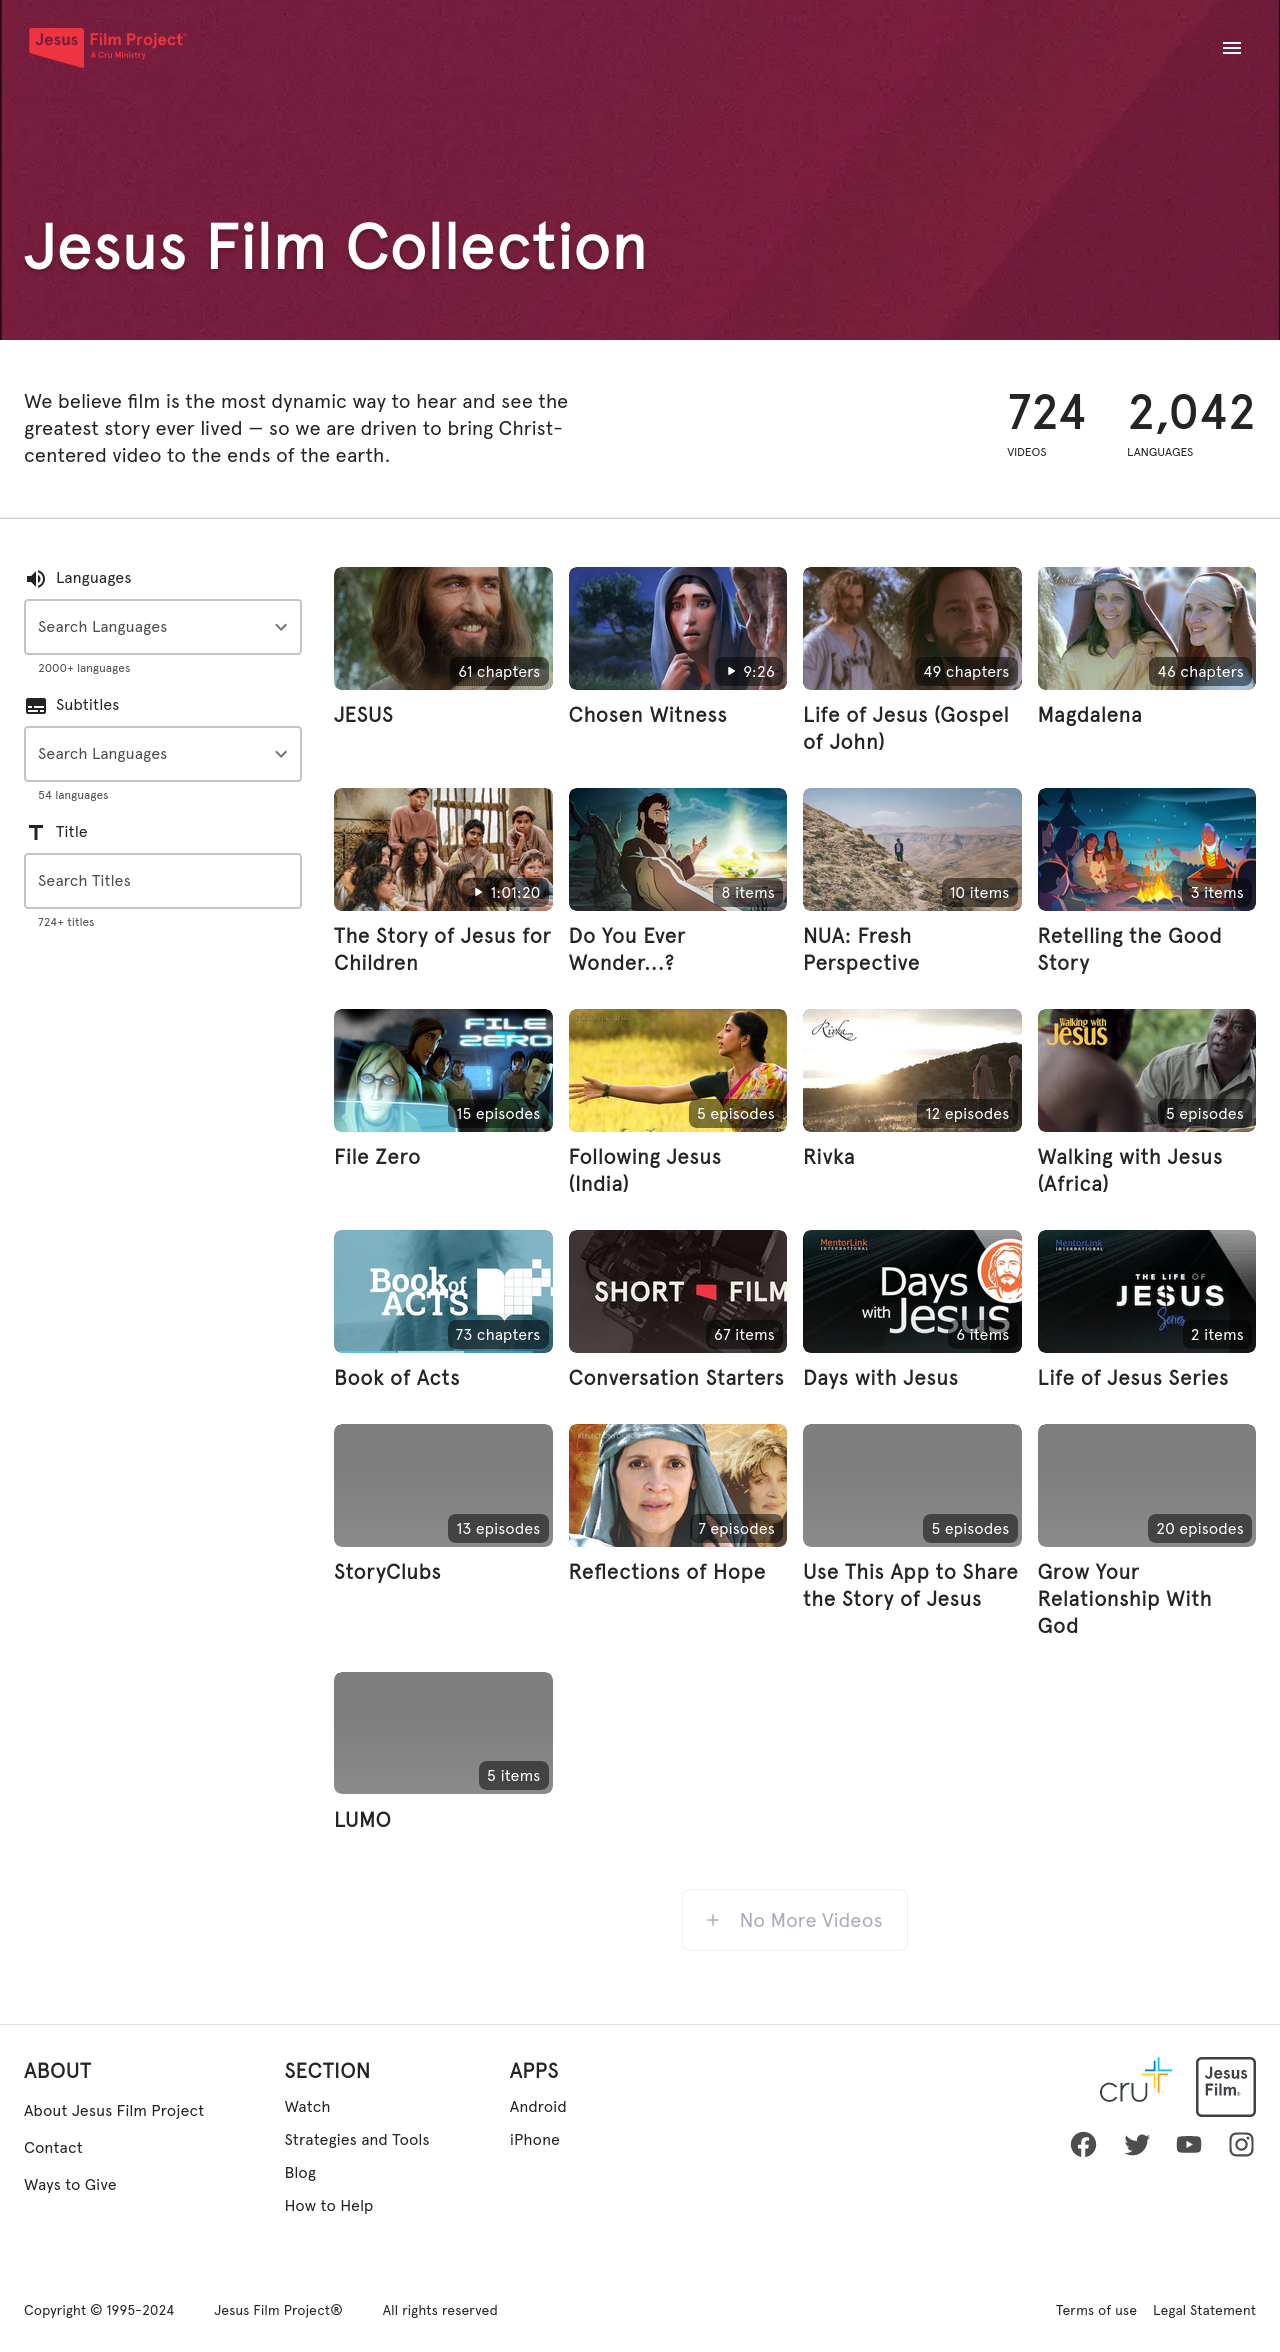 Jesus Film Project
A Cru Ministry
Jesus Film Collection
We believe film is the most dynamic way to hear and see the
greatest story ever lived — so we are driven to bring Christ-
centered video to the ends of the earth.
724
VIDEOS
2,042
LANGUAGES
Languages
Search Languages
2000+ languages
Subtitles
Search Languages
54 languages
Title
Search Titles
724+ titles
61 chapters
JESUS
9:26
Chosen Witness
49 chapters
Life of Jesus (Gospel
of John)
46 chapters
Magdalena
1:01:20
The Story of Jesus for
Children
8 items
Do You Ever
Wonder...?
10 items
NUA: Fresh
Perspective
3 items
Retelling the Good
Story
FILE
ZERO
15 episodes
File Zero
5 episodes
Following Jesus
(India)
Rivka
12 episodes
Rivka
Walking with
Jesus
5 episodes
Walking with Jesus
(Africa)
Book of
ACTS
73 chapters
Book of Acts
SHORT FILM
67 items
Conversation Starters
MentorLink
INTERNATIONAL
Days
with Jesus
6 items
Days with Jesus
MentorLink
INTERNATIONAL
THE LIFE OF
JESUS
Series
2 items
Life of Jesus Series
13 episodes
StoryClubs
7 episodes
Reflections of Hope
5 episodes
Use This App to Share
the Story of Jesus
20 episodes
Grow Your
Relationship With
God
5 items
LUMO
+ No More Videos
ABOUT
About Jesus Film Project
Contact
Ways to Give
SECTION
Watch
Strategies and Tools
Blog
How to Help
APPS
Android
iPhone
cru
Jesus
Film
Copyright © 1995-2024
Jesus Film Project®
All rights reserved
Terms of use
Legal Statement